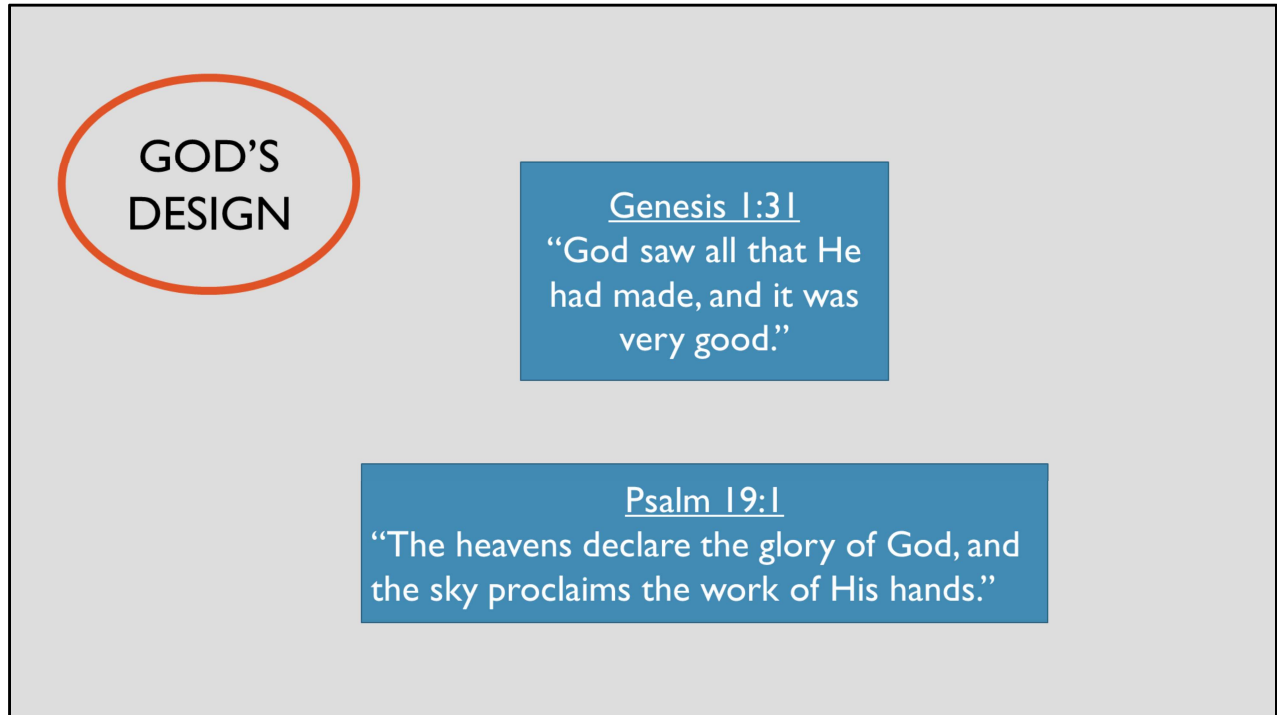 GOD’S
DESIGN
Genesis 1:31
“God saw all that He
had made, and it was
very good.”
Psalm 19:1
“The heavens declare the glory of God, and
the sky proclaims the work of His hands.”